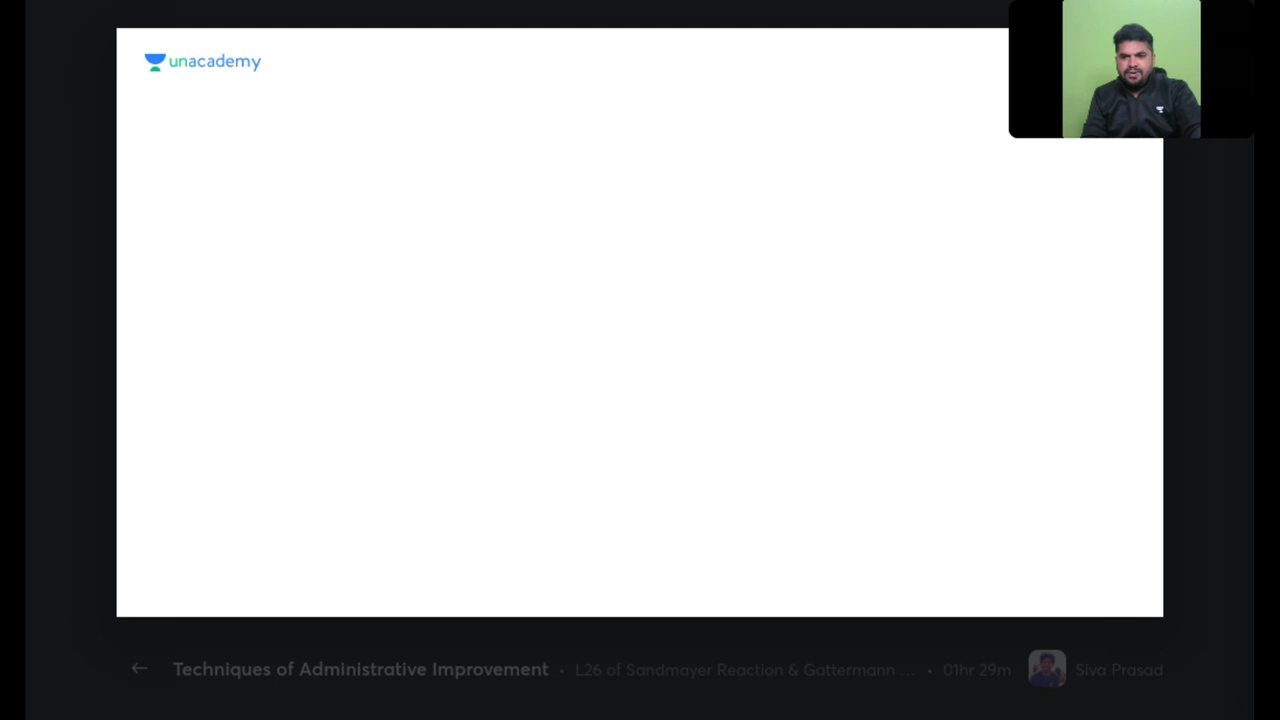 unacademy
Techniques of Administrative Improvement • L26 of Sandmayer Reaction & Gattermann ... • 01hr 29m Siva Prasad